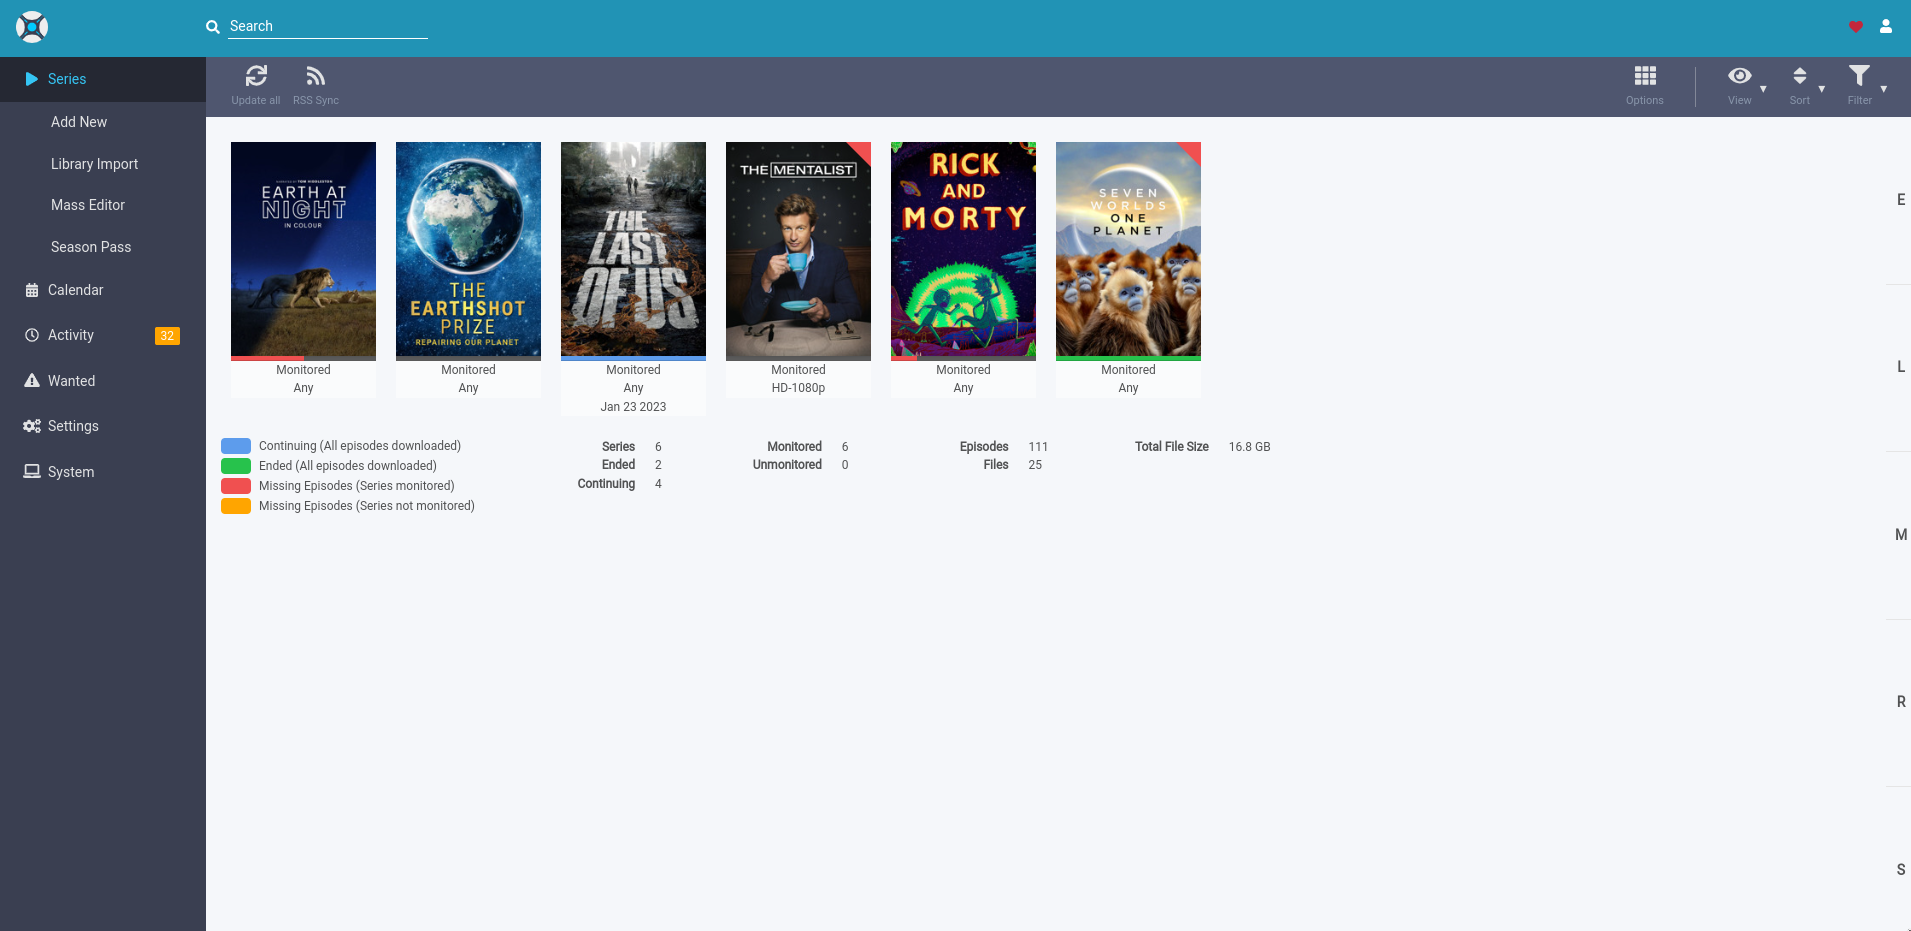 Search
Series
Add New
Library Import
Mass Editor
Season Pass
Calendar
Activity 32
Wanted
Settings
System
Update all RSS Sync
Options View Sort Filter
EARTH AT
NIGHT
IN COLOUR
Monitored
Any
THE
EARTHSHOT
PRIZE
REPAIRING OUR PLANET
Monitored
Any
THE
LAST
OF US
Monitored
Any
Jan 23 2023
THE MENTALIST
Monitored
HD-1080p
RICK
AND
MORTY
Monitored
Any
SEVEN
WORLDS
ONE
PLANET
Monitored
Any
Continuing (All episodes downloaded)
Ended (All episodes downloaded)
Missing Episodes (Series monitored)
Missing Episodes (Series not monitored)
Series 6
Ended 2
Continuing 4
Monitored 6
Unmonitored 0
Episodes 111
Files 25
Total File Size 16.8 GB
E
L
M
R
S